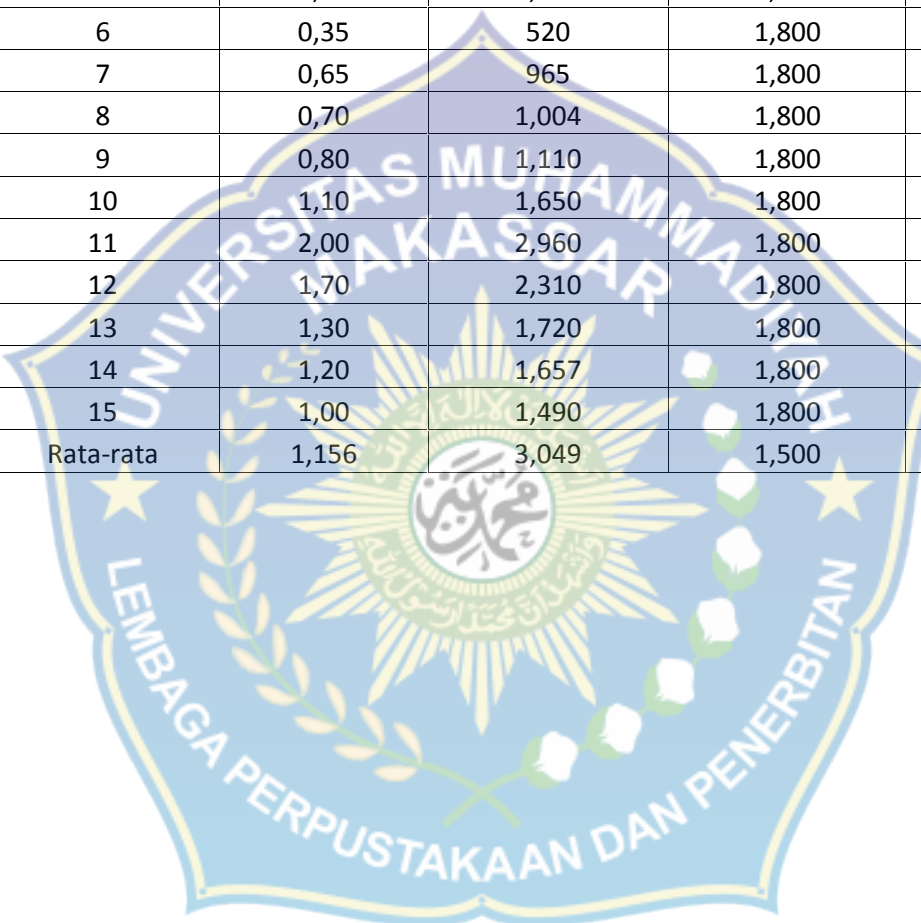 6 0,35 520 1,800
7 0,65 965 1,800
8 0,70 1,004 1,800
9 0,80 1,110 1,800
10 1,10 1,650 1,800
11 2,00 2,960 1,800
12 1,70 2,310 1,800
13 1,30 1,720 1,800
14 1,20 1,657 1,800
15 1,00 1,490 1,800
Rata-rata 1,156 3,049 1,500
UNIVERSITAS MUHAMMADIYAH
MAKASSAR
LEMBAGA PERPUSTAKAAN DAN PENERBITAN